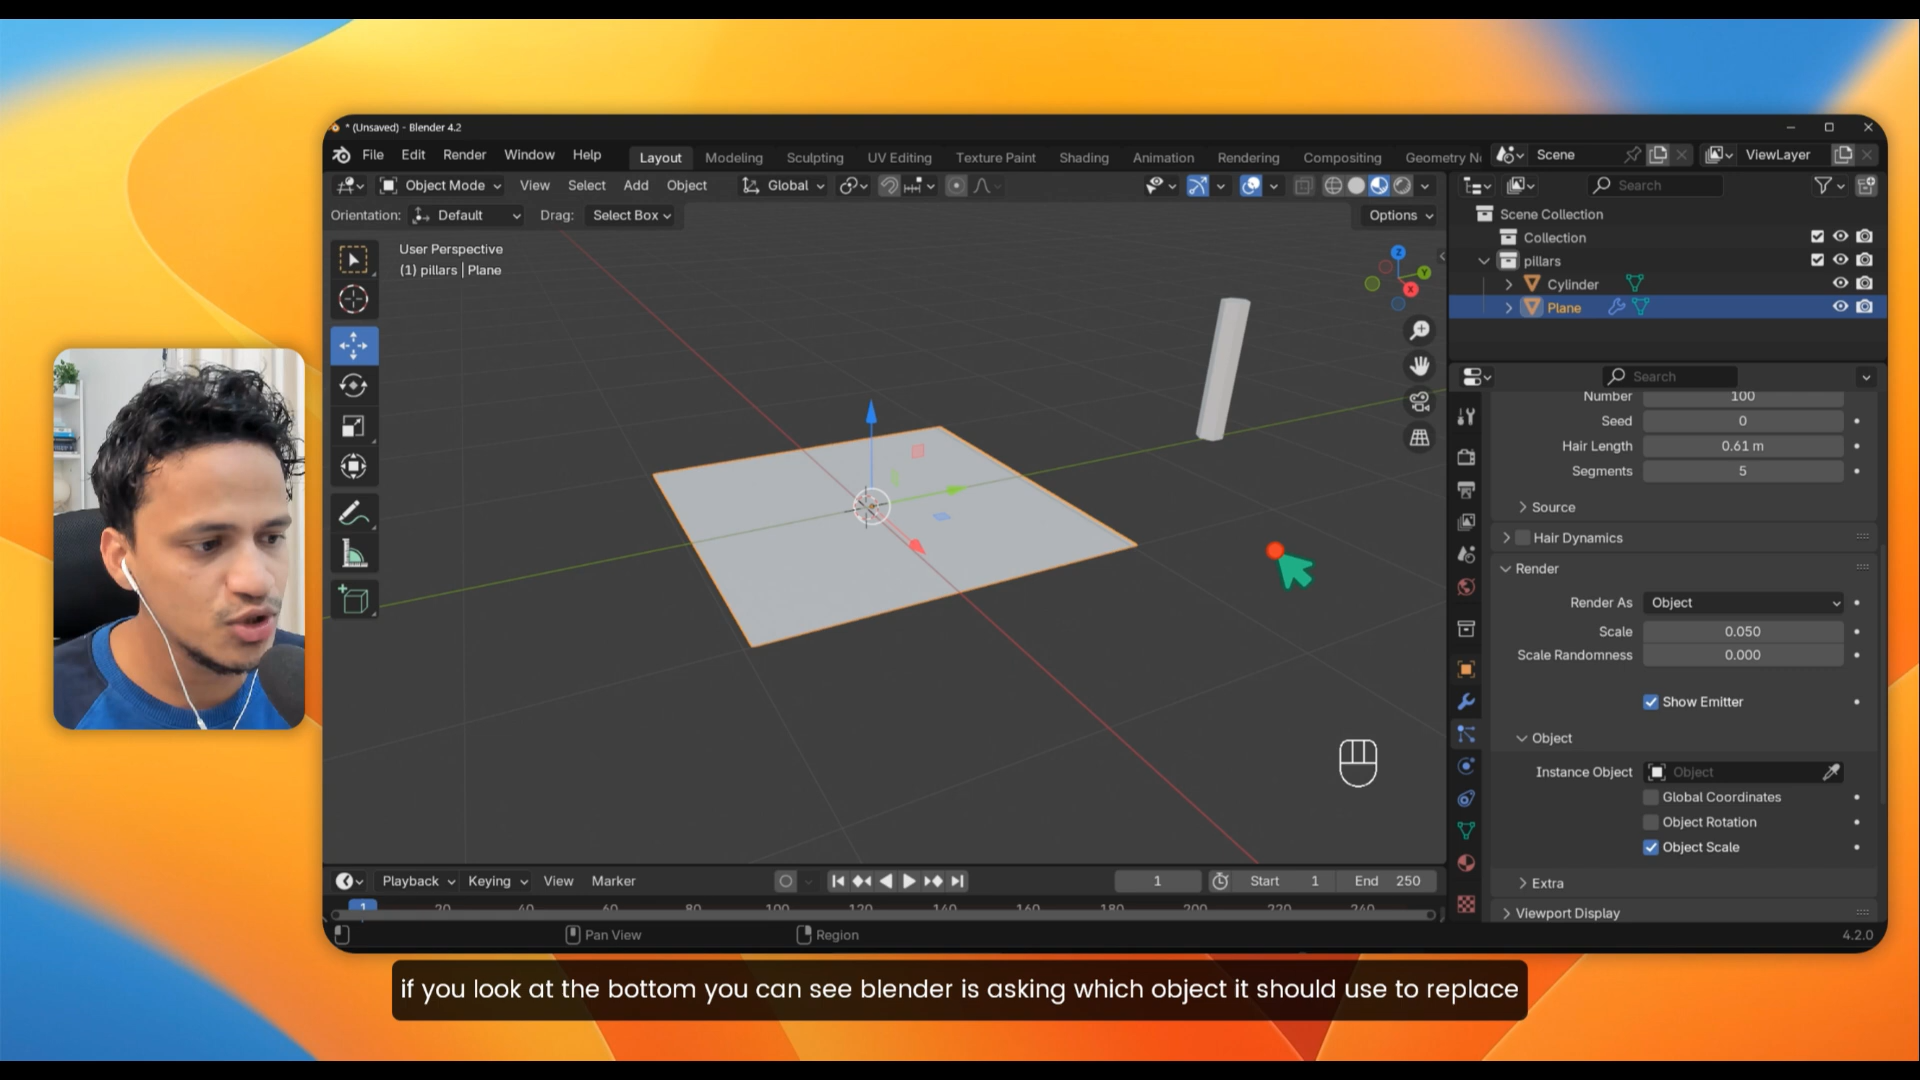 * (Unsaved) - Blender 4.2
File Edit Render Window Help Layout Modeling Sculpting UV Editing Texture Paint Shading Animation Rendering Compositing Geometry N Scene ViewLayer
Object Mode View Select Add Object Global
Search
Orientation: Default Drag: Select Box Options
User Perspective
(1) pillars | Plane
Z
Y
X
Scene Collection
Collection
pillars
Cylinder
Plane
Search
Number 100
Seed 0
Hair Length 0.61 m
Segments 5
Source
Hair Dynamics
Render
Render As Object
Scale 0.050
Scale Randomness 0.000
Show Emitter
Object
Instance Object Object
Global Coordinates
Object Rotation
Object Scale
Extra
Viewport Display
Playback Keying View Marker 1 Start 1 End 250
1 20 40 60 80 100 120 140 160 180 200 220 240
Pan View Region 4.2.0
if you look at the bottom you can see blender is asking which object it should use to replace